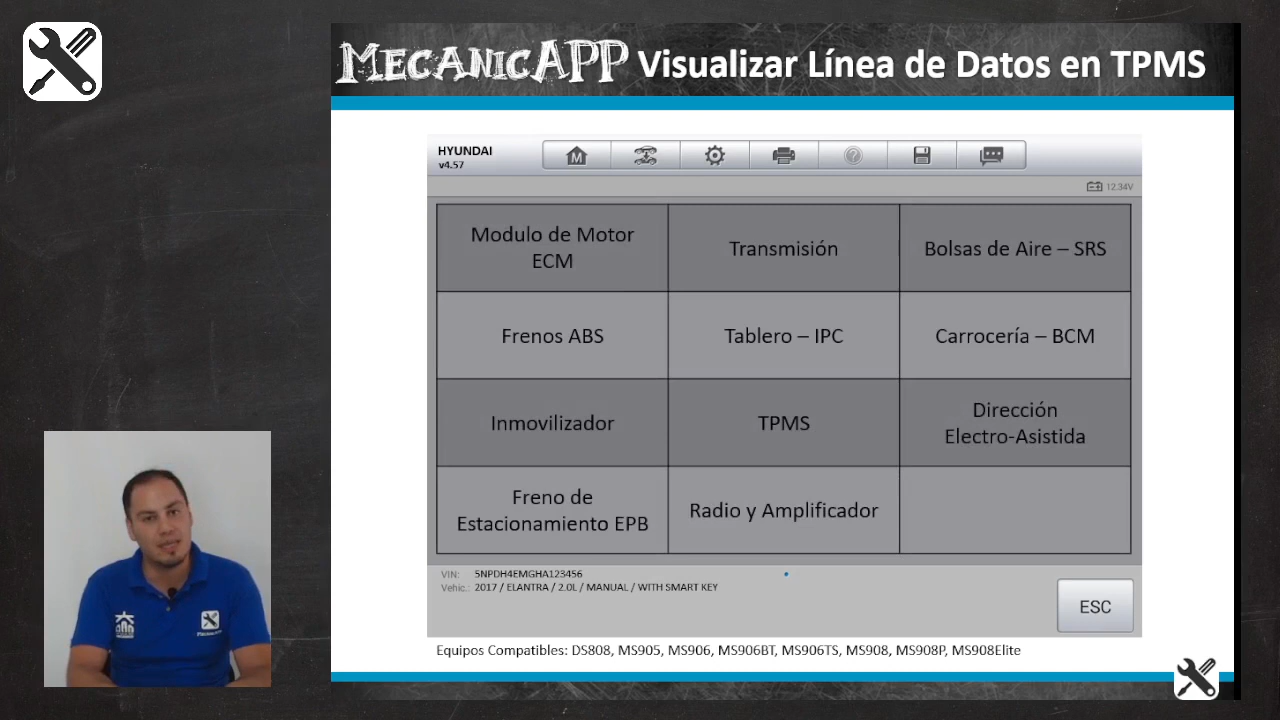 MECANICAPP Visualizar Línea de Datos en TPMS
HYUNDAI
v4.57
M
?
12.34V
Modulo de Motor
ECM
Transmisión
Bolsas de Aire – SRS
Frenos ABS
Tablero – IPC
Carrocería – BCM
Inmovilizador
TPMS
Dirección
Electro-Asistida
Freno de
Estacionamiento EPB
Radio y Amplificador
VIN: 5NPDH4EMGHA123456
Vehic.: 2017 / ELANTRA / 2.0L / MANUAL / WITH SMART KEY
ESC
Equipos Compatibles: DS808, MS905, MS906, MS906BT, MS906TS, MS908, MS908P, MS908Elite